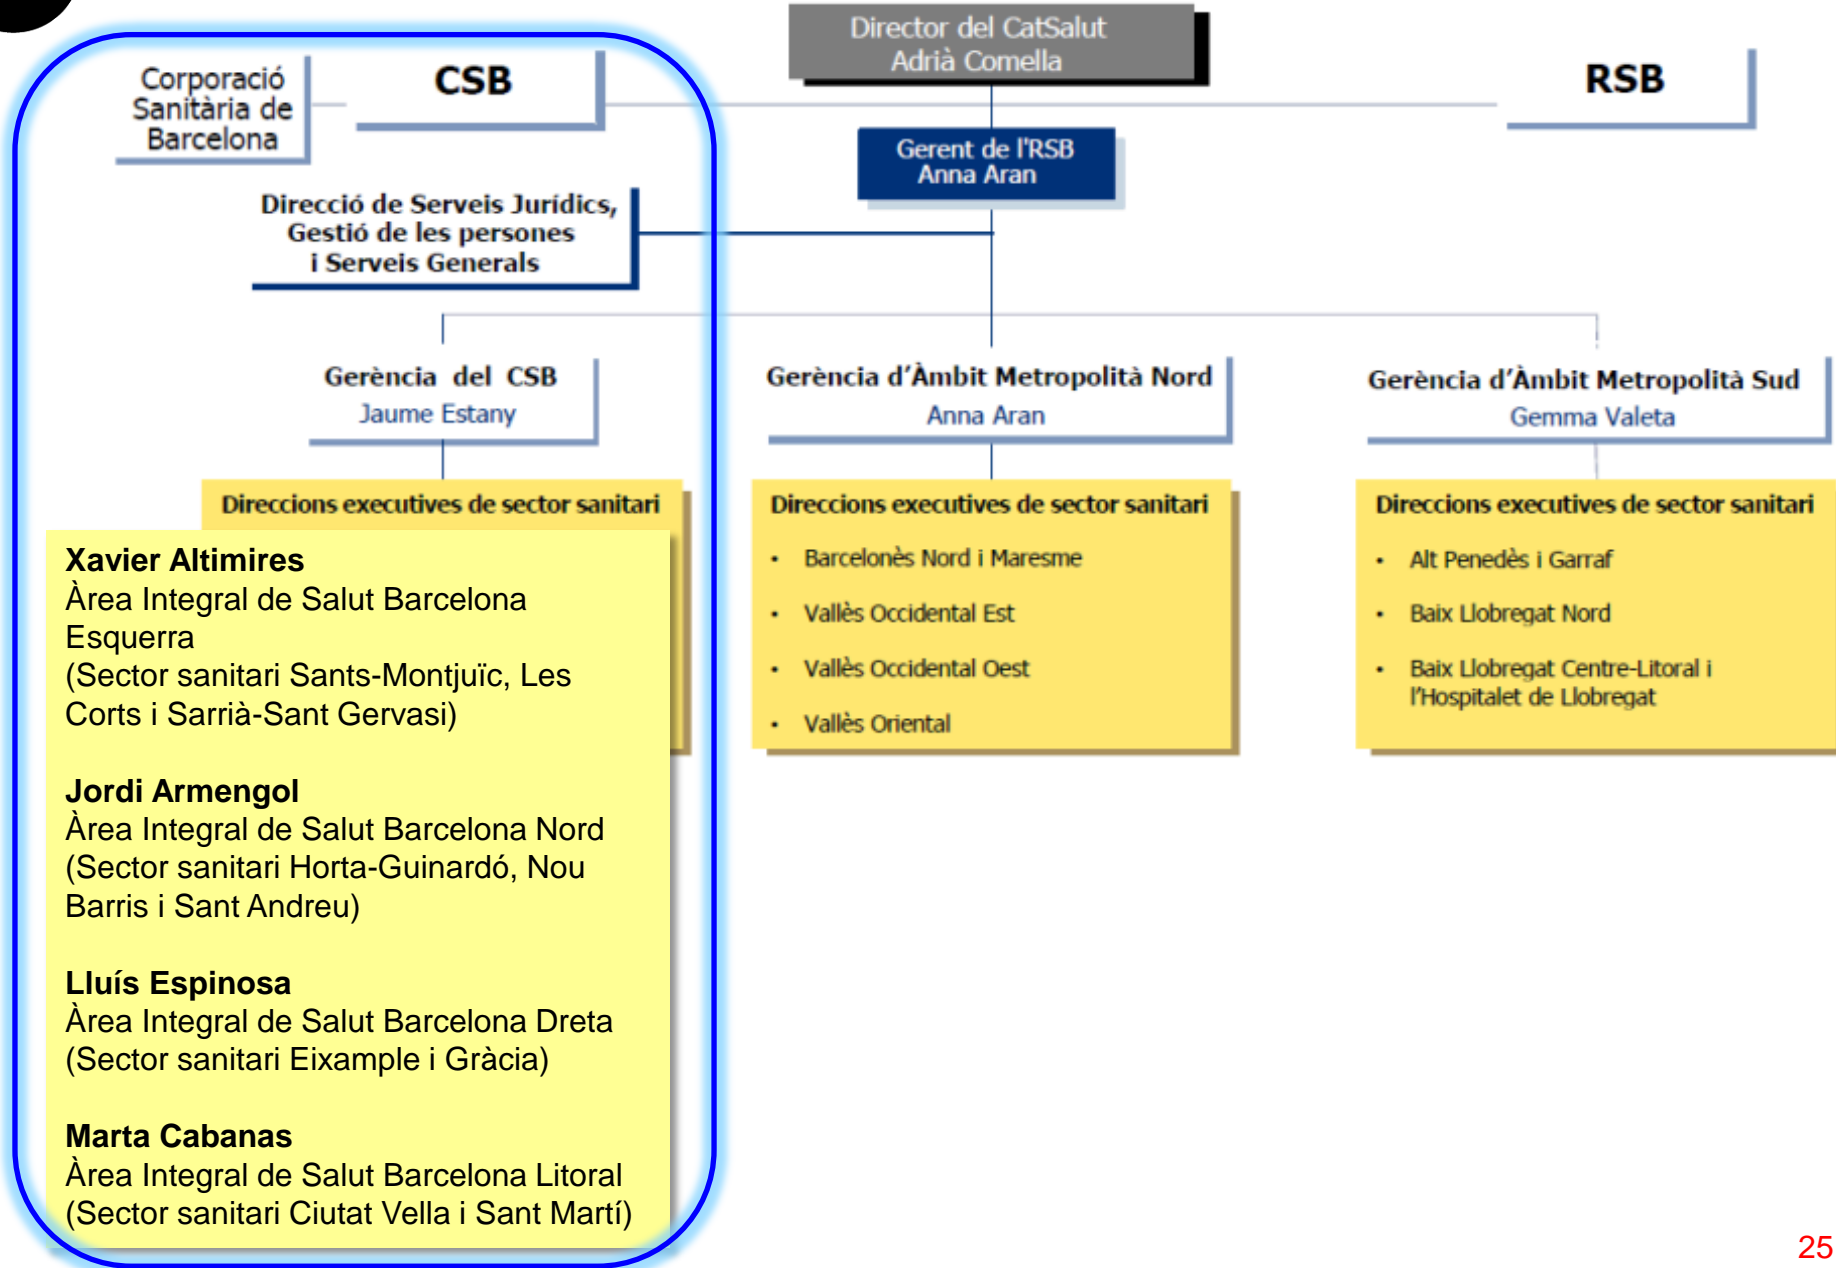 Director del CatSalut
Adrià Comella
Corporació
Sanitària de
Barcelona
CSB
RSB
Gerent de l'RSB
Anna Aran
Direcció de Serveis Jurídics,
Gestió de les persones
i Serveis Generals
Gerència del CSB
Jaume Estany
Gerència d'Àmbit Metropolità Nord
Anna Aran
Gerència d'Àmbit Metropolità Sud
Gemma Valeta
Direccions executives de sector sanitari
Xavier Altimires
Àrea Integral de Salut Barcelona
Esquerra
(Sector sanitari Sants-Montjuïc, Les
Corts i Sarrià-Sant Gervasi)
Jordi Armengol
Àrea Integral de Salut Barcelona Nord
(Sector sanitari Horta-Guinardó, Nou
Barris i Sant Andreu)
Lluís Espinosa
Àrea Integral de Salut Barcelona Dreta
(Sector sanitari Eixample i Gràcia)
Marta Cabanas
Àrea Integral de Salut Barcelona Litoral
(Sector sanitari Ciutat Vella i Sant Martí)
Direccions executives de sector sanitari
• Barcelonès Nord i Maresme
• Vallès Occidental Est
• Vallès Occidental Oest
• Vallès Oriental
Direccions executives de sector sanitari
• Alt Penedès i Garraf
• Baix Llobregat Nord
• Baix Llobregat Centre-Litoral i
l'Hospitalet de Llobregat
25